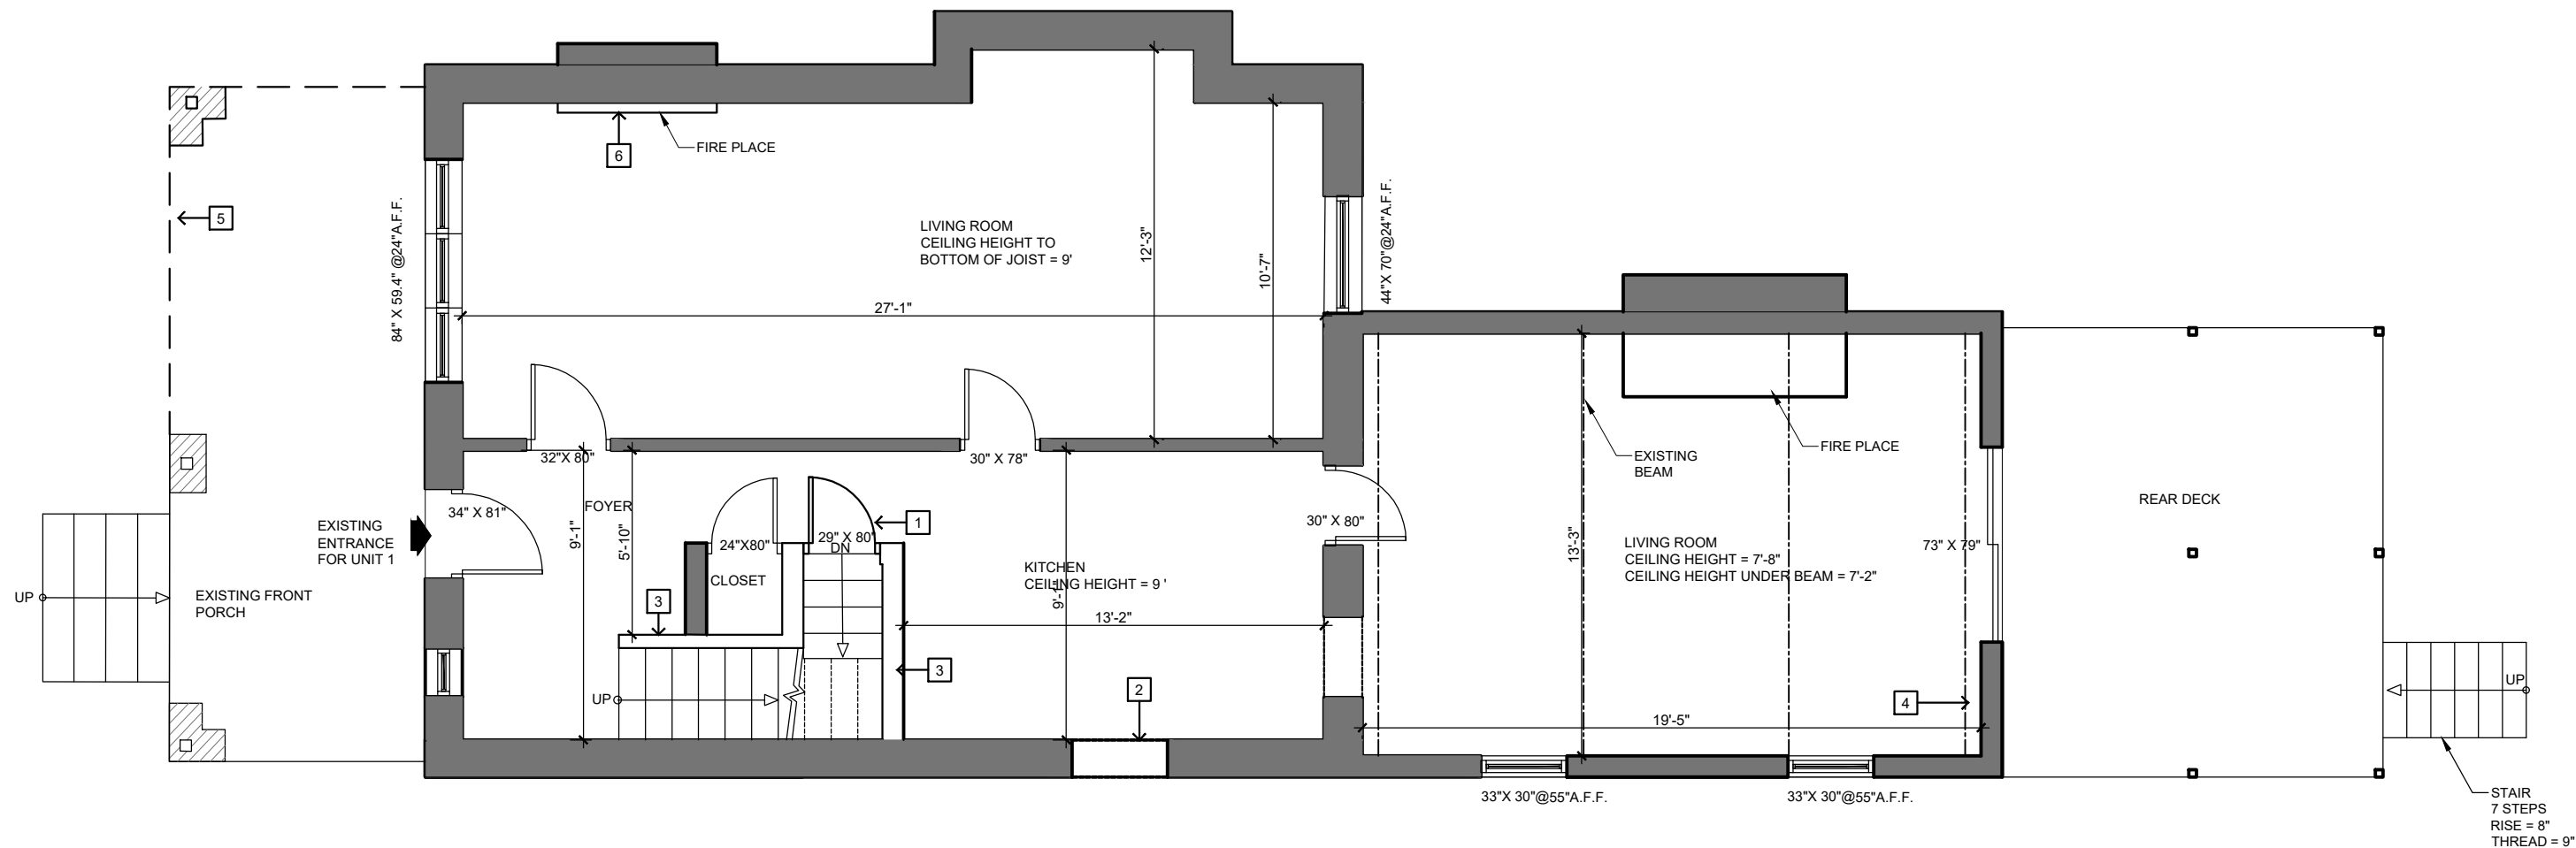 6
FIRE PLACE
5
84" X 59.4" @24"A.F.F.
LIVING ROOM
CEILING HEIGHT TO
BOTTOM OF JOIST = 9'
12'-3"
10'-7"
44"X 70"@24"A.F.F.
27'-1"
32"X 80"
30" X 78"
EXISTING
BEAM
FIRE PLACE
34" X 81"
FOYER
9'-1"
5'-10"
1
24"X80"
29" X 80"
DN
30" X 80"
EXISTING
ENTRANCE
FOR UNIT 1
CLOSET
KITCHEN
CEILING HEIGHT = 9 '
9'-1"
13'-3"
LIVING ROOM
CEILING HEIGHT = 7'-8"
CEILING HEIGHT UNDER BEAM = 7'-2"
73" X 79"
REAR DECK
UP
EXISTING FRONT
PORCH
3
13'-2"
3
UP
2
4
19'-5"
UP
33"X 30"@55"A.F.F.
33"X 30"@55"A.F.F.
STAIR
7 STEPS
RISE = 8"
THREAD = 9"